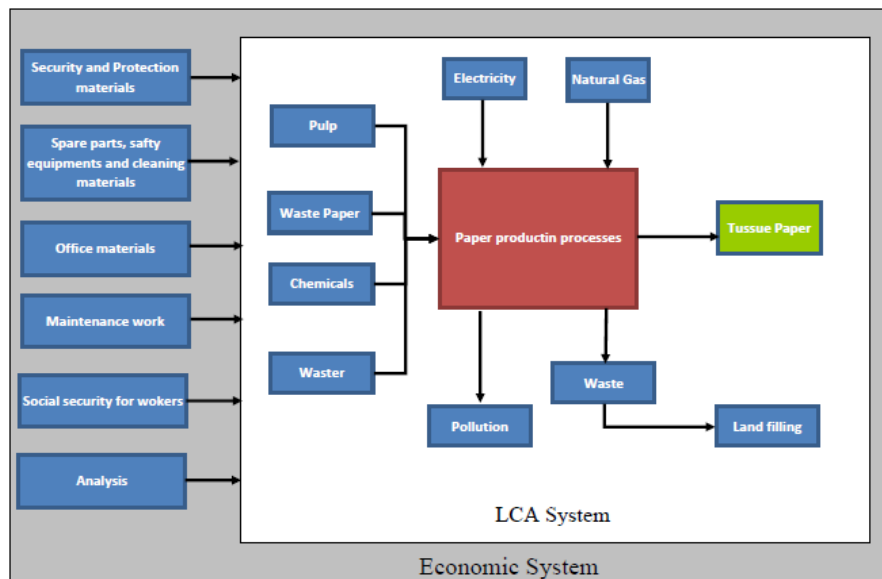 Security and Protection
materials
Spare parts, safty
equipments and cleaning
materials
Office materials
Maintenance work
Social security for wokers
Analysis
Electricity
Natural Gas
Pulp
Waste Paper
Chemicals
Waster
Paper productin processes
Tussue Paper
Waste
Pollution
Land filling
LCA System
Economic System